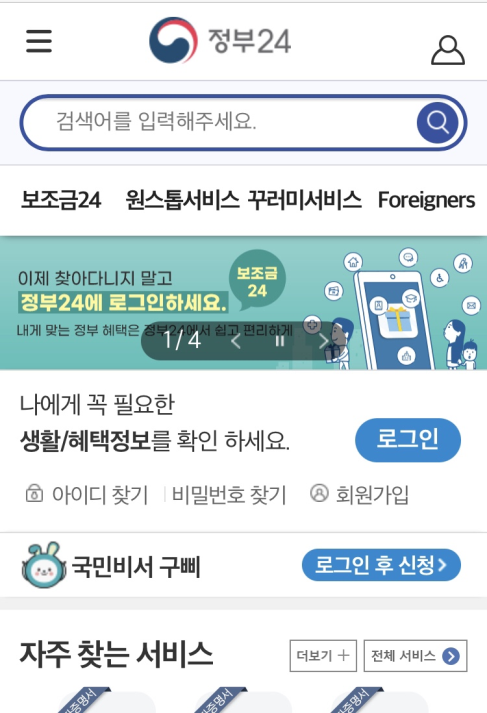 정부24
검색어를 입력해주세요.
보조금24 원스톱서비스 꾸러미서비스 Foreigners
이제 찾아다니지 말고
정부24에 로그인하세요.
보조금
24
내게 맞는 정부 혜택은 정부24에서 쉽고 편리하게
1/4
나에게 꼭 필요한
생활/혜택정보를 확인 하세요.
로그인
아이디 찾기 비밀번호 찾기 회원가입
국민비서 구삐 로그인 후 신청
자주 찾는 서비스 더보기 + 전체 서비스